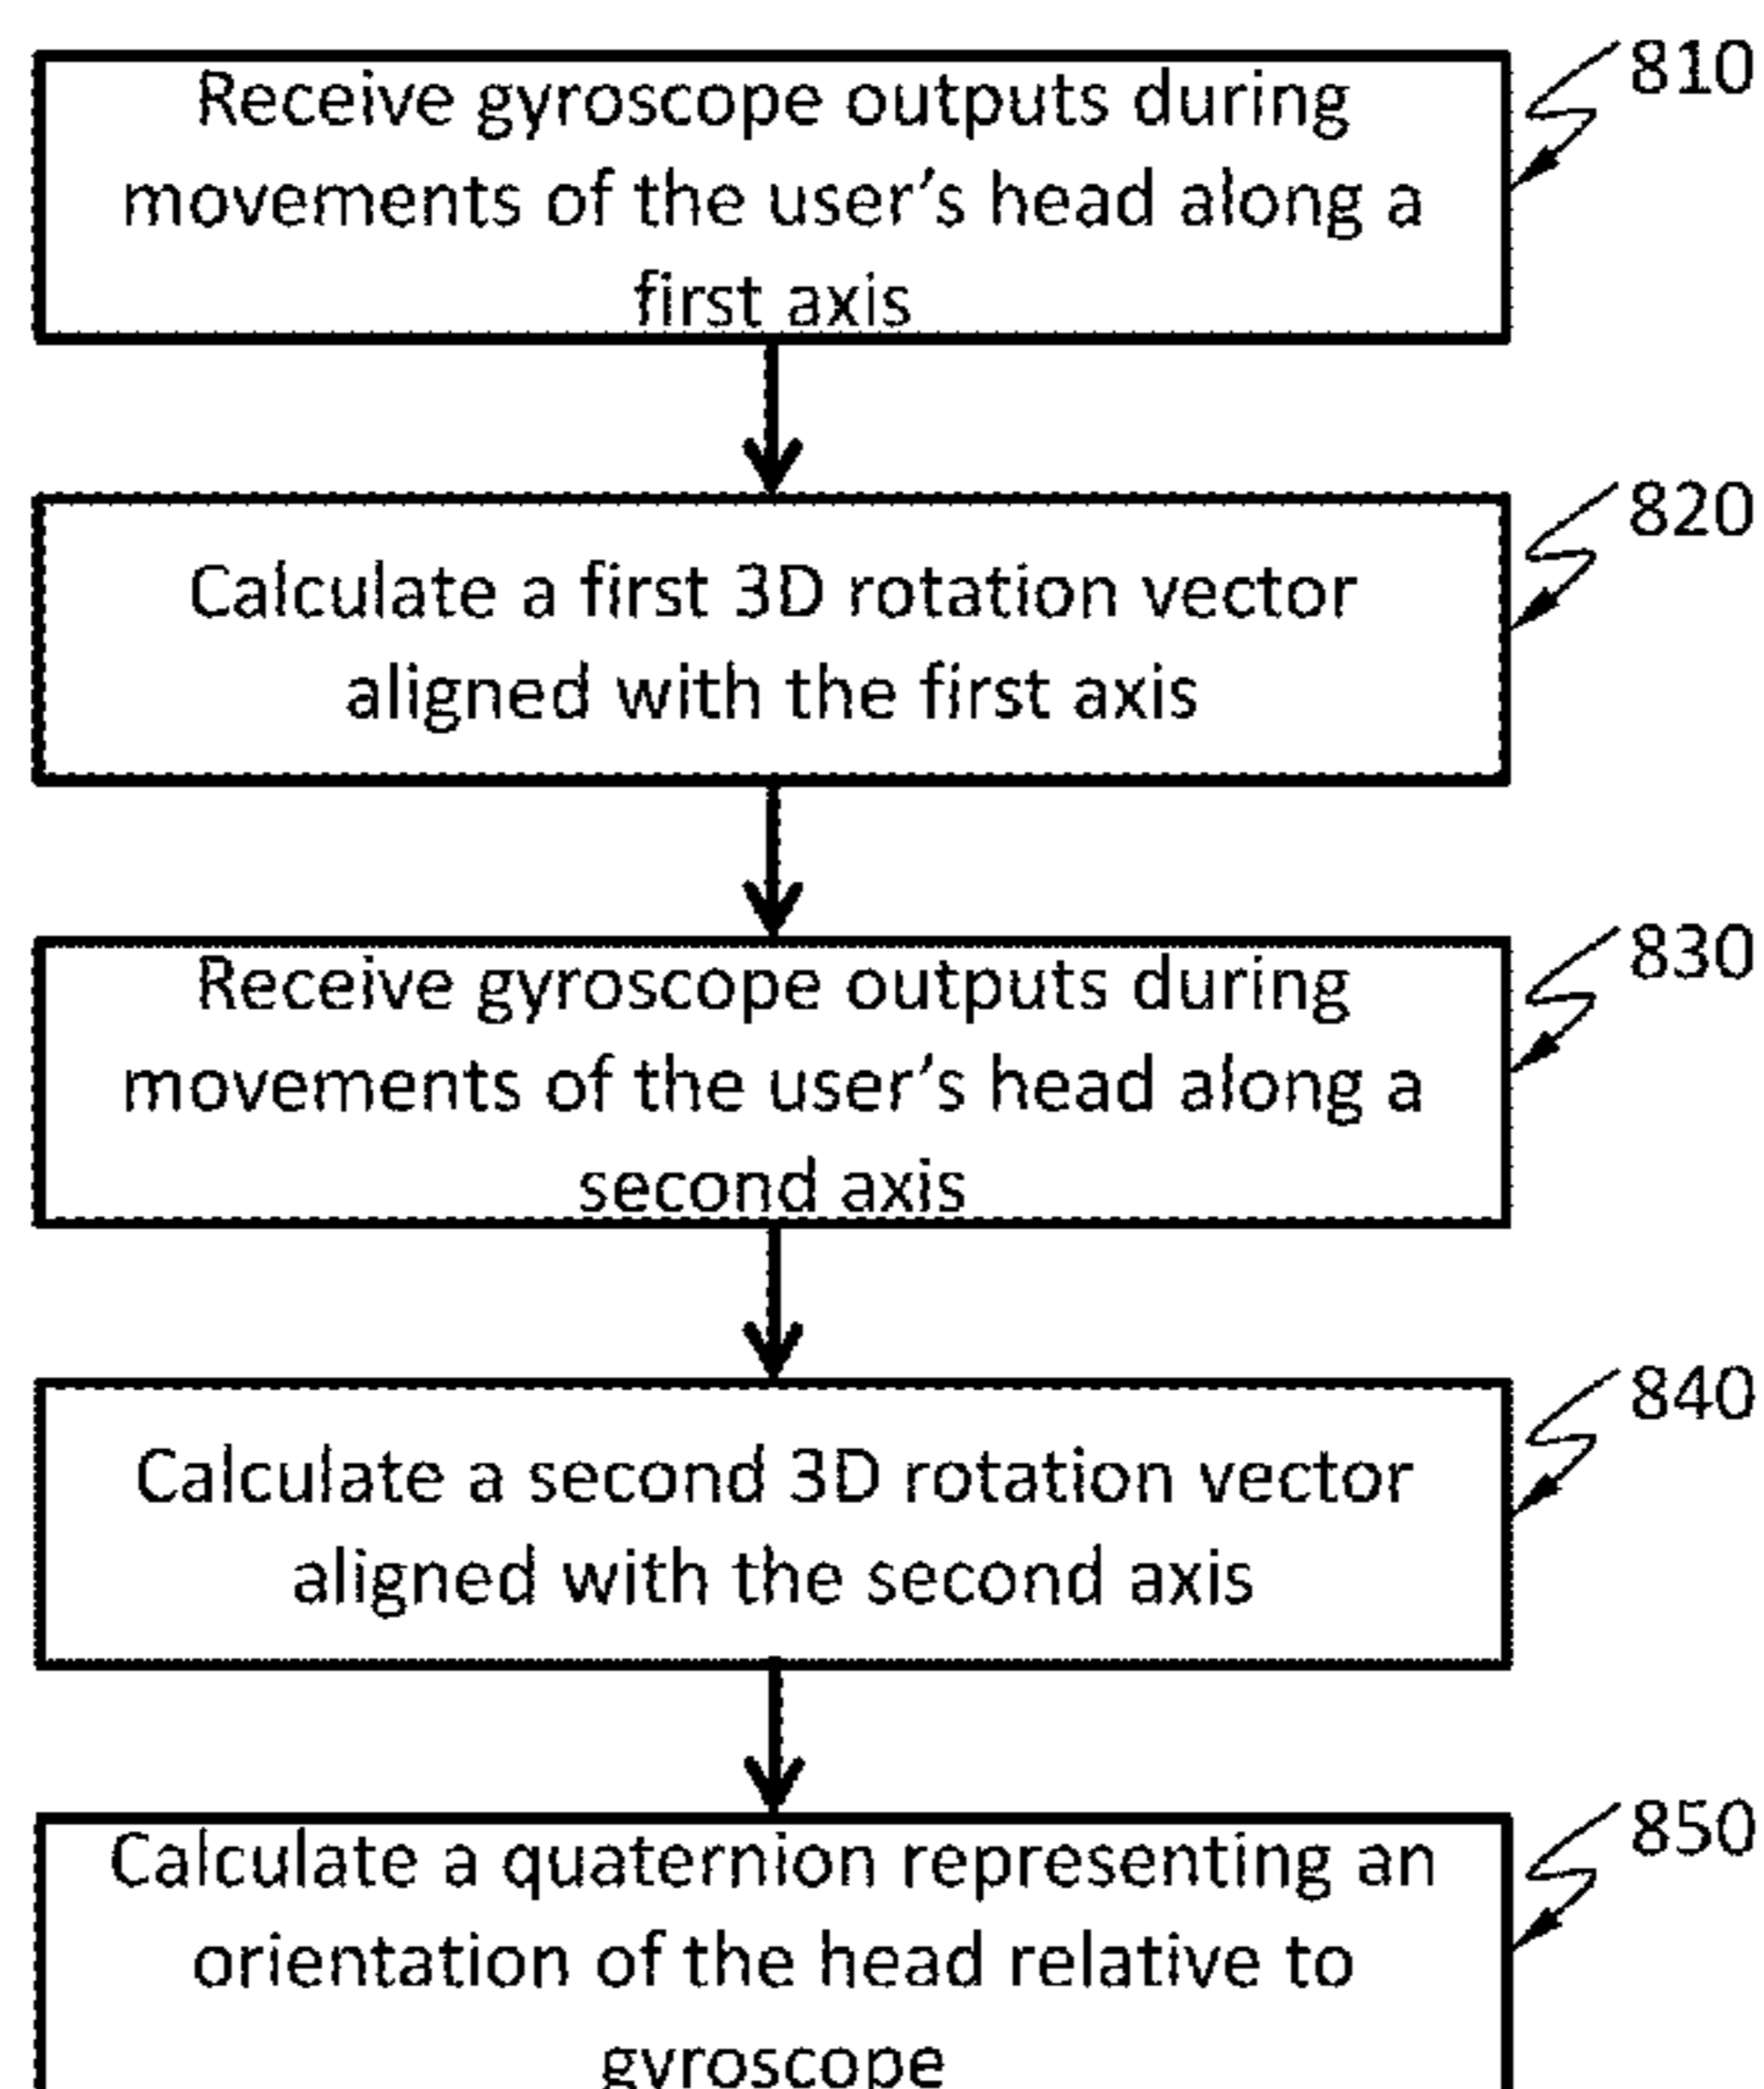 Receive gyroscope outputs during
movements of the user's head along a
first axis
810
Calculate a first 3D rotation vector
aligned with the first axis
820
Receive gyroscope outputs during
movements of the user's head along a
second axis
830
Calculate a second 3D rotation vector
aligned with the second axis
840
Calculate a quaternion representing an
orientation of the head relative to
gyroscope
850